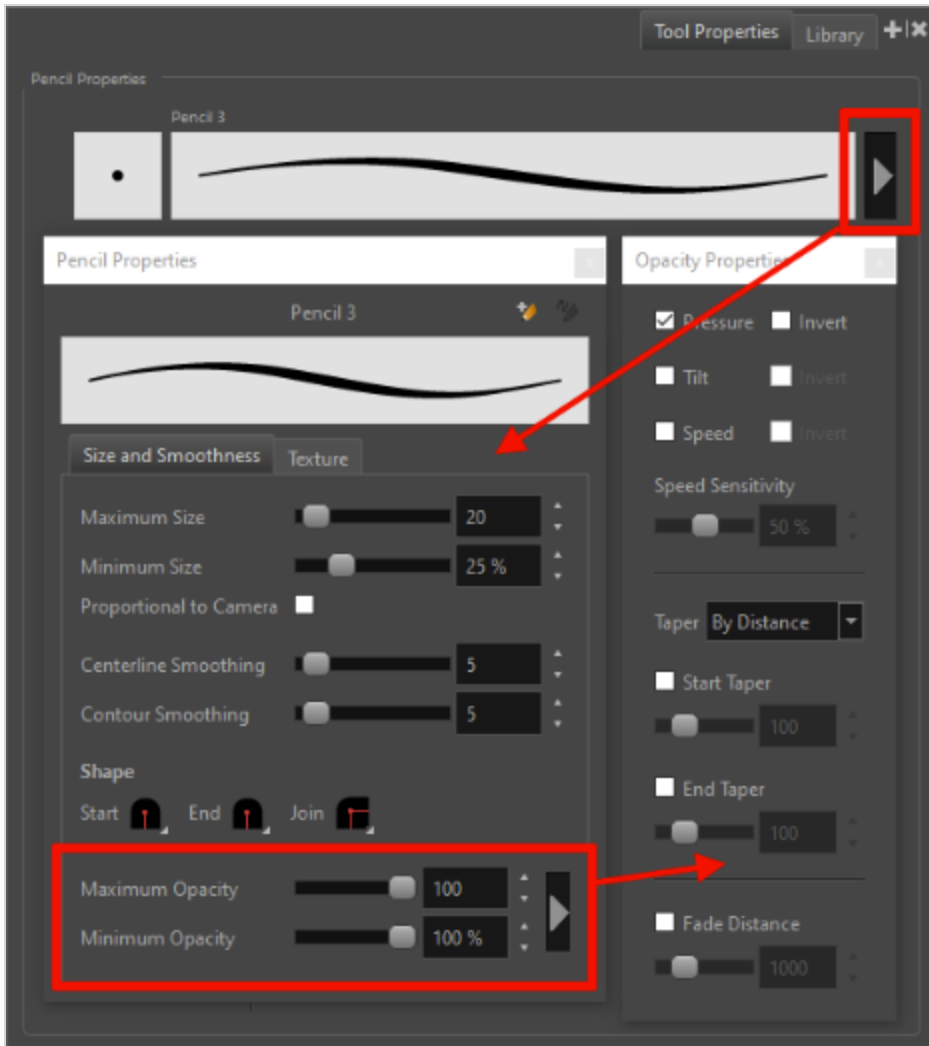 Tool Properties Library
Pencil Properties
Pencil 3
Pencil Properties
Pencil 3
Size and Smoothness Texture
Maximum Size 20
Minimum Size 25 %
Proportional to Camera
Centerline Smoothing 5
Contour Smoothing 5
Shape
Start End Join
Maximum Opacity 100
Minimum Opacity 100 %
Opacity Properties
Pressure Invert
Tilt Invert
Speed Invert
Speed Sensitivity
50 %
Taper By Distance
Start Taper
100
End Taper
100
Fade Distance
1000